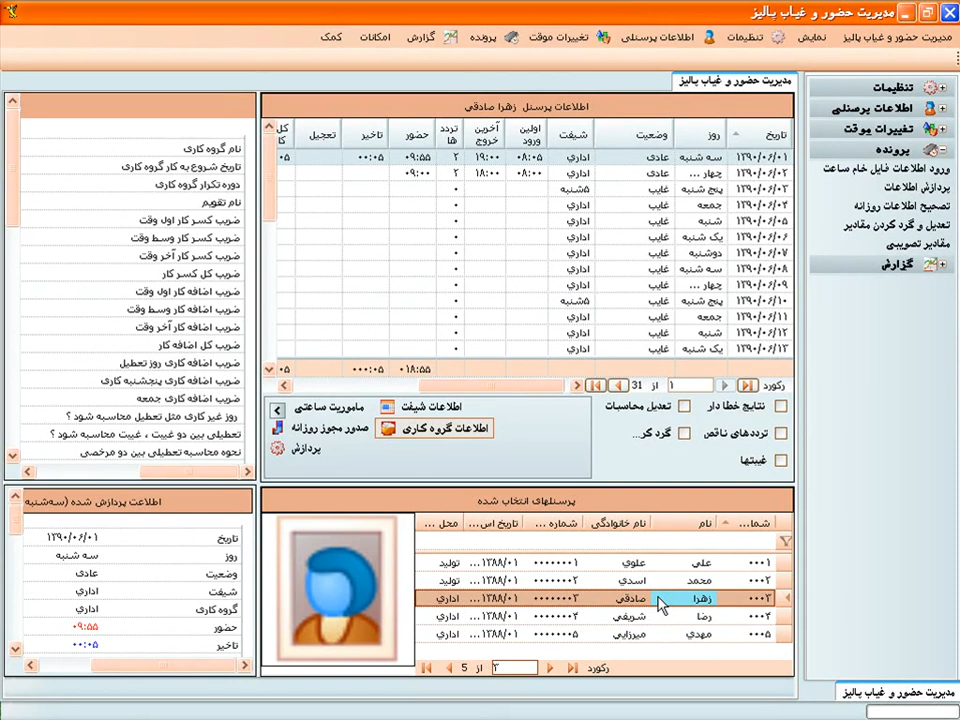 مدیریت حضور و غیاب پالیز
مدیریت حضور و غیاب پالیز نمایش تنظیمات اطلاعات پرسنلی تغییرات موقت پرونده گزارش امکانات کمک
مدیریت حضور و غیاب پالیز
تنظیمات
اطلاعات پرسنلی
تغییرات موقت
پرونده
ورود اطلاعات فایل خام ساعت
پردازش اطلاعات
تصحیح اطلاعات روزانه
تعدیل و گرد کردن مقادیر
مقادیر تصویبی
گزارش
اطلاعات پرسنل زهرا صادقی
تاریخ روز وضعیت شیفت اولین ورود آخرین خروج تردد ها حضور تاخیر تعجیل کل کا
۱۳۹۰/۰۶/۰۱ سه شنبه عادی اداري ۰۸:۰۵ ۱۹:۰۰ ۲ ۰۹:۵۵ ۰۰:۰۵ ۰۵
۱۳۹۰/۰۶/۰۲ چهار ... عادی اداري ۰۸:۰۰ ۱۸:۰۰ ۲ ۰۹:۰۰
۱۳۹۰/۰۶/۰۳ پنج شنبه غایب ۵شنبه ۰
۱۳۹۰/۰۶/۰۴ جمعه غایب اداري ۰
۱۳۹۰/۰۶/۰۵ شنبه غایب اداري ۰
۱۳۹۰/۰۶/۰۶ یک شنبه غایب اداري ۰
۱۳۹۰/۰۶/۰۷ دوشنبه غایب اداري ۰
۱۳۹۰/۰۶/۰۸ سه شنبه غایب اداري ۰
۱۳۹۰/۰۶/۰۹ چهار ... غایب اداري ۰
۱۳۹۰/۰۶/۱۰ پنج شنبه غایب ۵شنبه ۰
۱۳۹۰/۰۶/۱۱ جمعه غایب اداري ۰
۱۳۹۰/۰۶/۱۲ شنبه غایب اداري ۰
۱۳۹۰/۰۶/۱۳ یک شنبه غایب اداري ۰
۰۱۸:۵۵ ۰۰۰:۰۵ ۰۵
رکورد ۱ از 31
نتایج خطا دار تعدیل محاسبات
ترددهای ناقص گرد کر...
غیبتها
اطلاعات شیفت ماموریت ساعتی
اطلاعات گروه کاری صدور مجوز روزانه
پردازش
پرسنلهای انتخاب شده
شما... نام نام خانوادگی شماره ... تاریخ اس... محل ...
۰۰۰۱ علی علوي ۰۰۰۰۰۰۰۱ ۱۳۸۸/۰۱... تولید
۰۰۰۲ محمد اسدي ۰۰۰۰۰۰۰۲ ۱۳۸۸/۰۱... تولید
۰۰۰۳ زهرا صادقی ۰۰۰۰۰۰۰۳ ۱۳۸۸/۰۱... اداری
۰۰۰۴ رضا شریفی ۰۰۰۰۰۰۰۴ ۱۳۸۸/۰۱... اداری
۰۰۰۵ مهدي میرزایی ۰۰۰۰۰۰۰۵ ۱۳۸۸/۰۱... اداری
رکورد ۳ از 5
نام گروه کاری
تاریخ شروع به کار گروه کاری
دوره تکرار گروه کاری
نام تقویم
ضریب کسر کار اول وقت
ضریب کسر کار وسط وقت
ضریب کسر کار آخر وقت
ضریب کل کسر کار
ضریب اضافه کار اول وقت
ضریب اضافه کار وسط وقت
ضریب اضافه کار آخر وقت
ضریب کل اضافه کار
ضریب اضافه کاری روز تعطیل
ضریب اضافه کاری پنجشنبه کاری
ضریب اضافه کاری جمعه
روز غیر کاری مثل تعطیل محاسبه شود ؟
تعطیلی بین دو غیبت ، غیبت محاسبه شود ؟
نحوه محاسبه تعطیلی بین دو مرخصی
اطلاعت پردازش شده (سه‌شنبه
تاریخ ۱۳۹۰/۰۶/۰۱
روز سه شنبه
وضعیت عادی
شیفت اداري
گروه کاری اداري
حضور ۰۹:۵۵
تاخیر ۰۰:۰۵
مدیریت حضور و غیاب پالیز